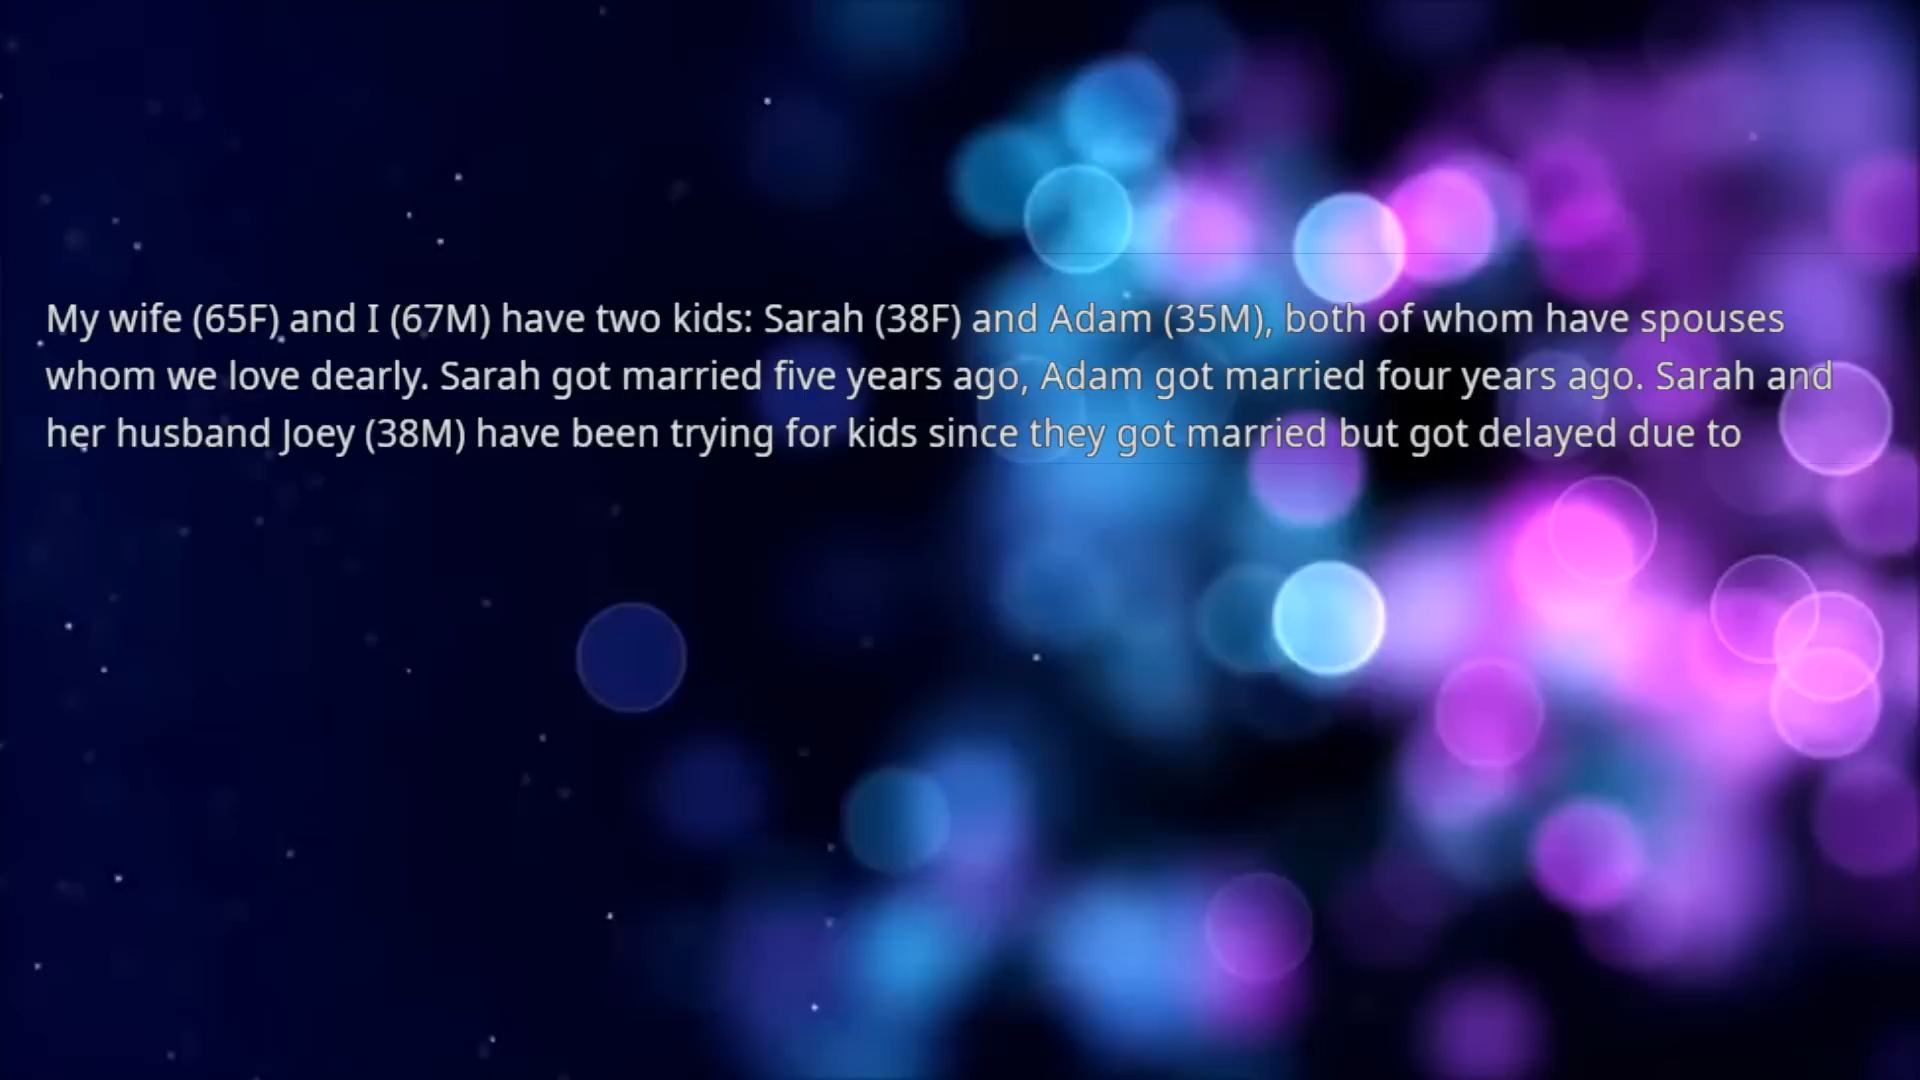 My wife (65F) and I (67M) have two kids: Sarah (38F) and Adam (35M), both of whom have spouses
whom we love dearly. Sarah got married five years ago, Adam got married four years ago. Sarah and
her husband Joey (38M) have been trying for kids since they got married but got delayed due to